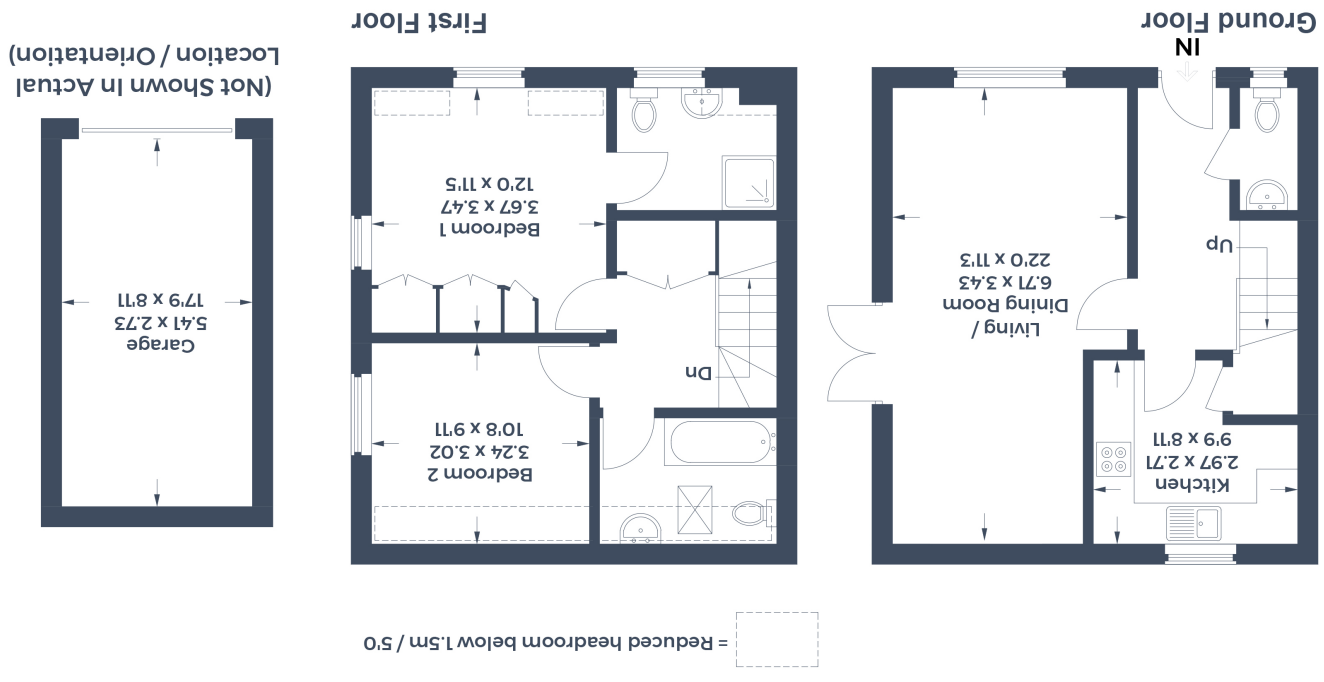 = Reduced headroom below 1.5m / 5'0
Kitchen
2.97 x 2.71
9'9 x 8'11
Living /
Dining Room
6.71 x 3.43
22'0 x 11'3
Up
IN
Ground Floor
Bedroom 2
3.24 x 3.02
10'8 x 9'11
Dn
Bedroom 1
3.67 x 3.47
12'0 x 11'5
First Floor
Garage
5.41 x 2.73
17'9 x 8'11
(Not Shown In Actual
Location / Orientation)